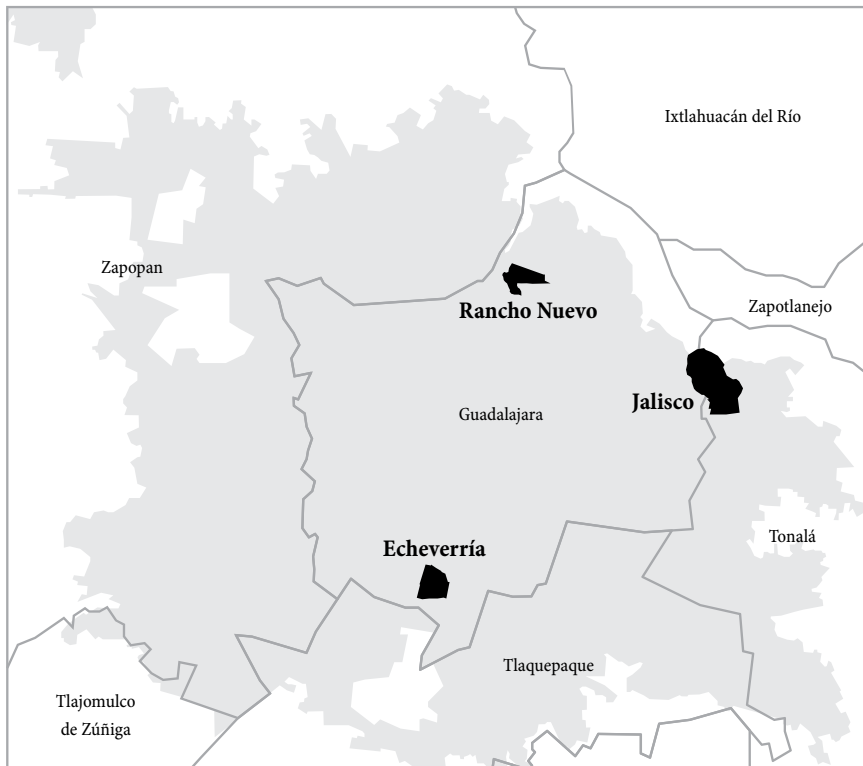 Ixtlahuacán del Río
Zapopan
Zapotlanejo
Rancho Nuevo
Jalisco
Guadalajara
Echeverría
Tonalá
Tlaquepaque
Tlajomulco
de Zúñiga